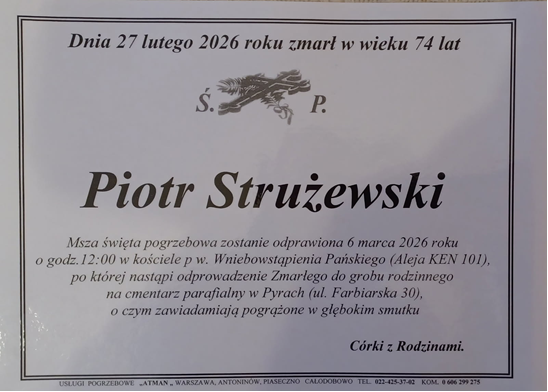 Dnia 27 lutego 2026 roku zmarł w wieku 74 lat
Ś. P.
Piotr Strużewski
Msza święta pogrzebowa zostanie odprawiona 6 marca 2026 roku
o godz.12:00 w kościele p w. Wniebowstąpienia Pańskiego (Aleja KEN 101),
po której nastąpi odprowadzenie Zmarłego do grobu rodzinnego
na cmentarz parafialny w Pyrach (ul. Farbiarska 30),
o czym zawiadamiają pogrążone w głębokim smutku
Córki z Rodzinami.
USŁUGI POGRZEBOWE „ATMAN„ WARSZAWA, ANTONINÓW, PIASECZNO CAŁODOBOWO TEL. 022-425-37-02 KOM. 0 606 299 275